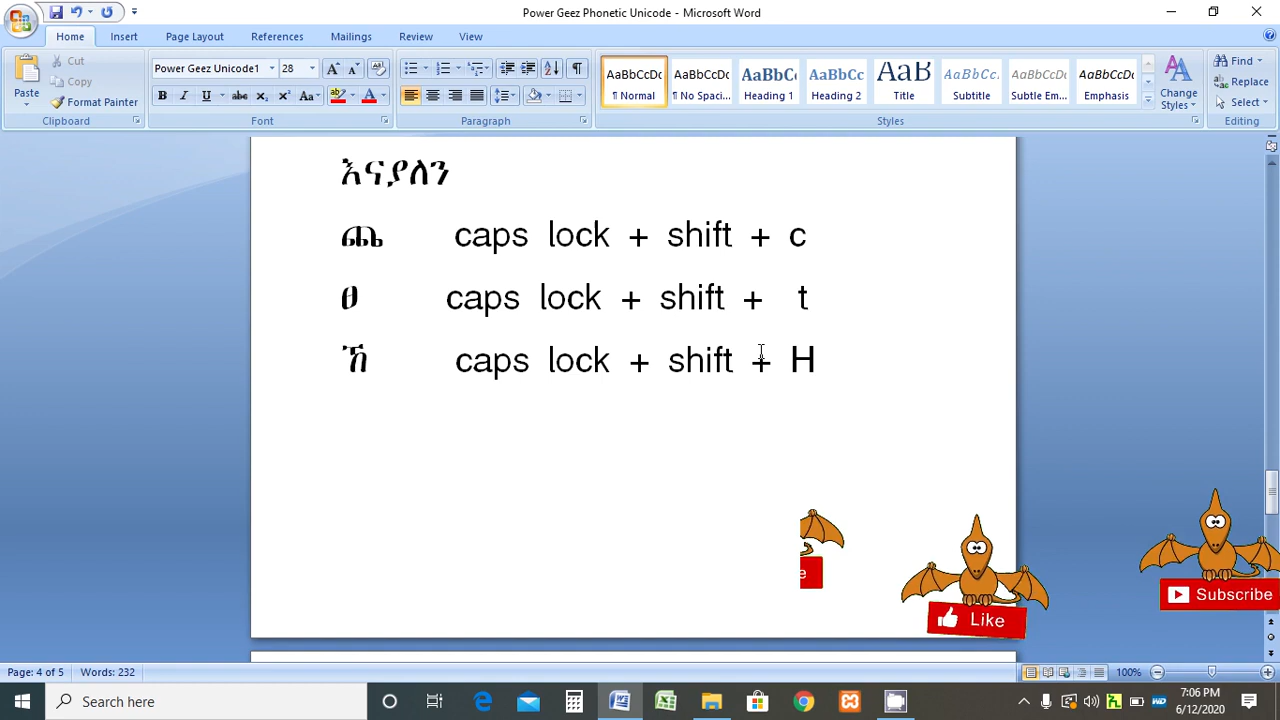 Power Geez Phonetic Unicode - Microsoft Word
Home Insert Page Layout References Mailings Review View
Paste
Cut
Copy
Format Painter
Clipboard
Power Geez Unicode1 28
Font
Paragraph
AaBbCcDc AaBbCcDc AaBbCc AaBbCc AaB AaBbCcI AaBbCcDc AaBbCcDc
¶ Normal ¶ No Spaci... Heading 1 Heading 2 Title Subtitle Subtle Em... Emphasis
Change Styles
Styles
Find
Replace
Select
Editing
እናያለን
ጨ caps lock + shift + c
ፀ caps lock + shift + t
ኸ caps lock + shift + H
e
Like
Subscribe
Page: 4 of 5 Words: 232 100%
Search here
7:06 PM
6/12/2020